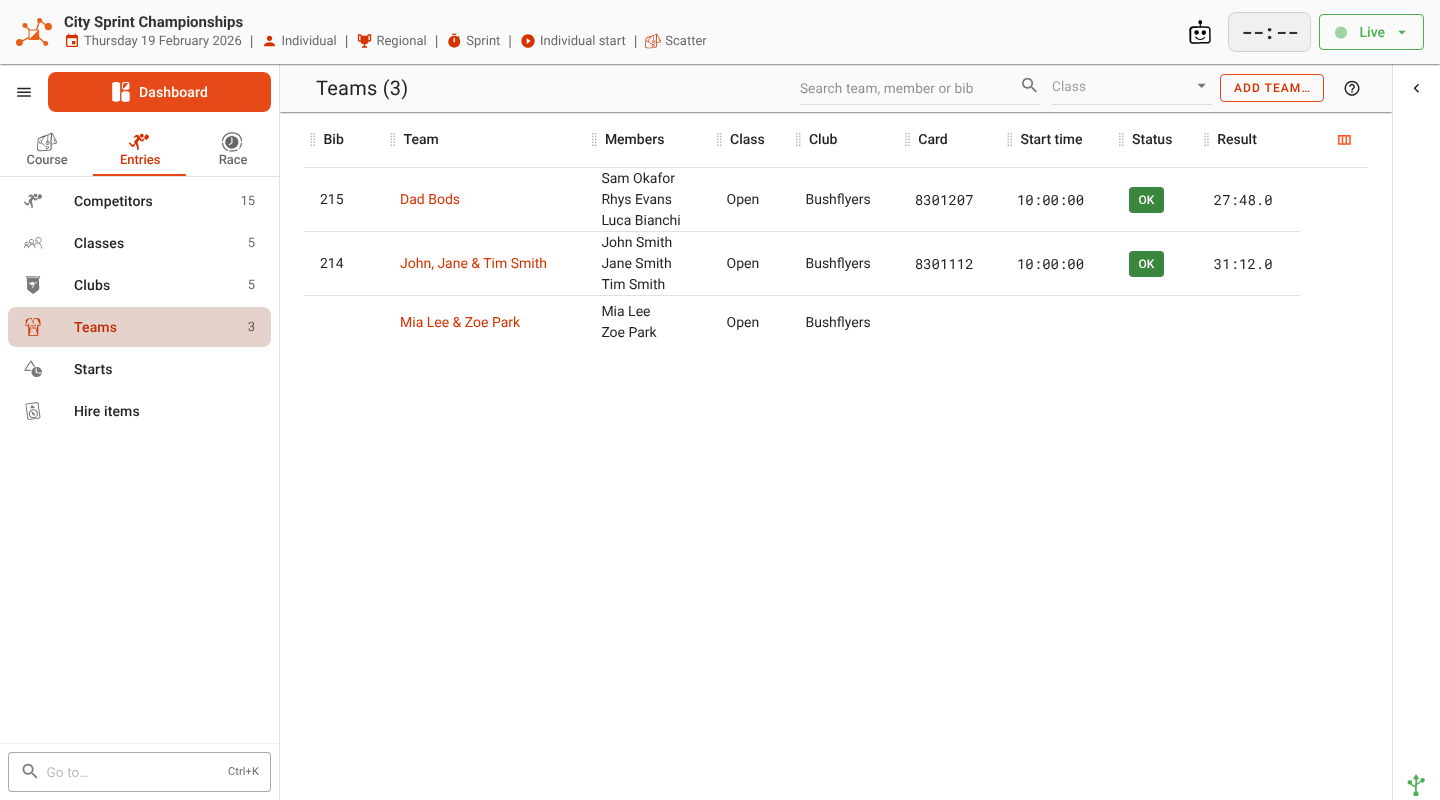 City Sprint Championships
Thursday 19 February 2026 | Individual | Regional | Sprint | Individual start | Scatter
--:--
Live
Dashboard
Teams (3)
Search team, member or bib
Class
ADD TEAM...
Course
Entries
Race
Bib Team Members Class Club Card Start time Status Result
Competitors 15
Classes 5
Clubs 5
Teams 3
Starts
Hire items
215 Dad Bods Sam Okafor Open Bushflyers 8301207 10:00:00 OK 27:48.0
Rhys Evans
Luca Bianchi
214 John, Jane & Tim Smith John Smith Open Bushflyers 8301112 10:00:00 OK 31:12.0
Jane Smith
Tim Smith
Mia Lee & Zoe Park Mia Lee Open Bushflyers
Zoe Park
Go to... Ctrl+K